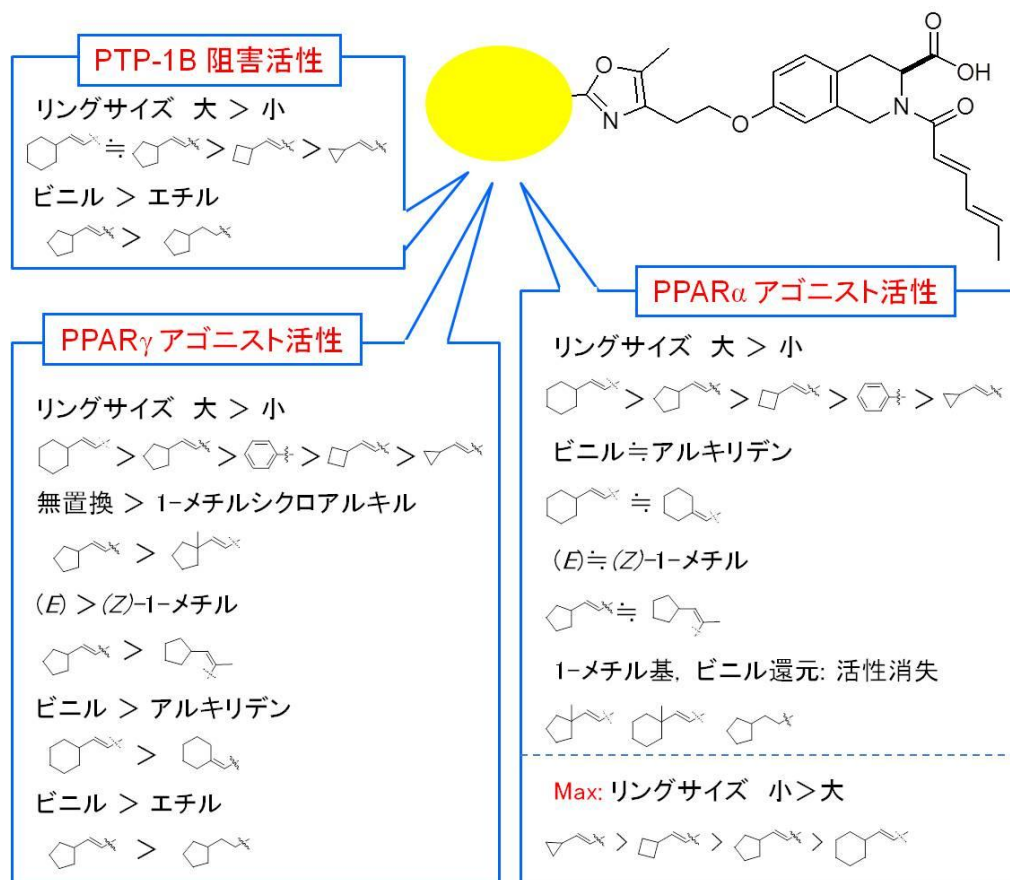 PTP-1B 阻害活性
リングサイズ 大 > 小
≒ > >
ビニル > エチル
>
O
N
O
O
OH
N
O
PPARγ アゴニスト活性
リングサイズ 大 > 小
> > > >
無置換 > 1-メチルシクロアルキル
>
(E) > (Z)-1-メチル
>
ビニル > アルキリデン
>
ビニル > エチル
>
PPARα アゴニスト活性
リングサイズ 大 > 小
> > > >
ビニル≒アルキリデン
≒
(E)≒(Z)-1-メチル
≒
1-メチル基, ビニル還元: 活性消失
Max: リングサイズ 小>大
> > >